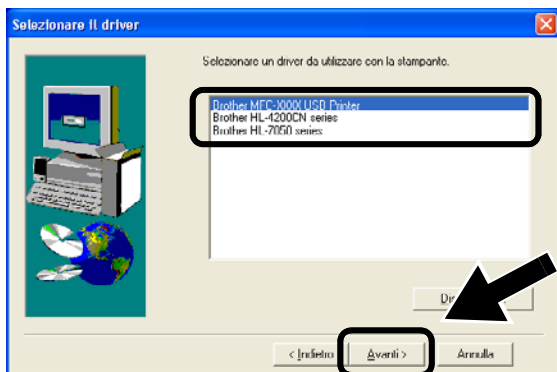 Selezionare il driver
Selezionare un driver da utilizzare con la stampante.
Brother MFC-XXXX USB Printer
Brother HL-4200CN series
Brother HL-7050 series
< Indietro
Avanti >
Annulla